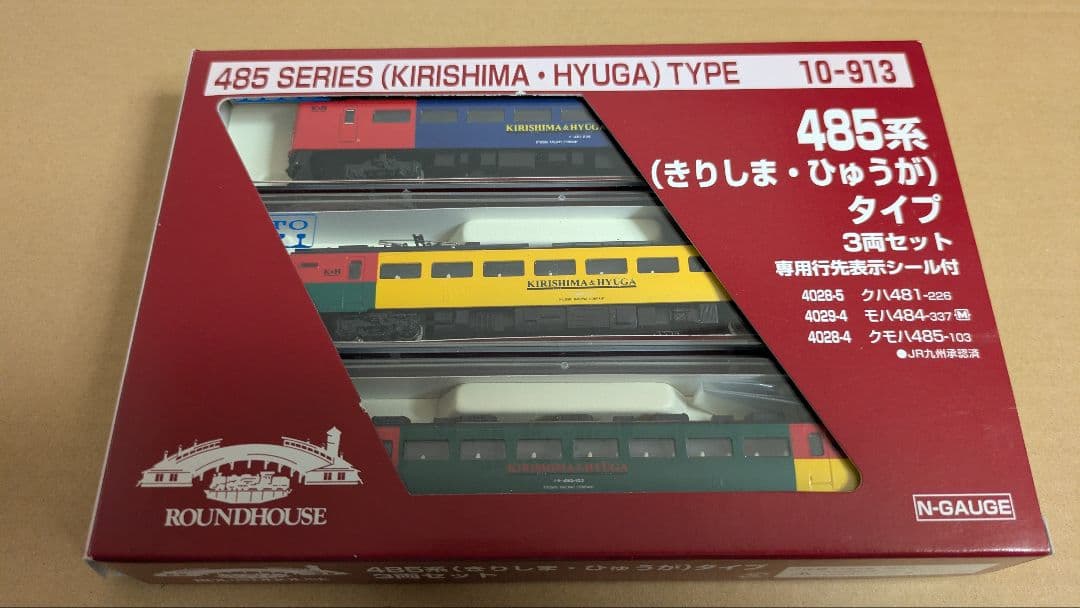 485 SERIES (KIRISHIMA・HYUGA) TYPE 10-913
485系
(きりしま・ひゅうが)
タイプ
3両セット
専用行先表示シール付
4028-5 クハ481-226
4029-4 モハ484-337 M
4028-4 クモハ485-103
●JR九州承認済
K&H
KIRISHIMA & HYUGA
K&H
KIRISHIMA & HYUGA
KIRISHIMA & HYUGA
ROUNDHOUSE
N-GAUGE
485系(きりしま・ひゅうが)タイプ
3両セット